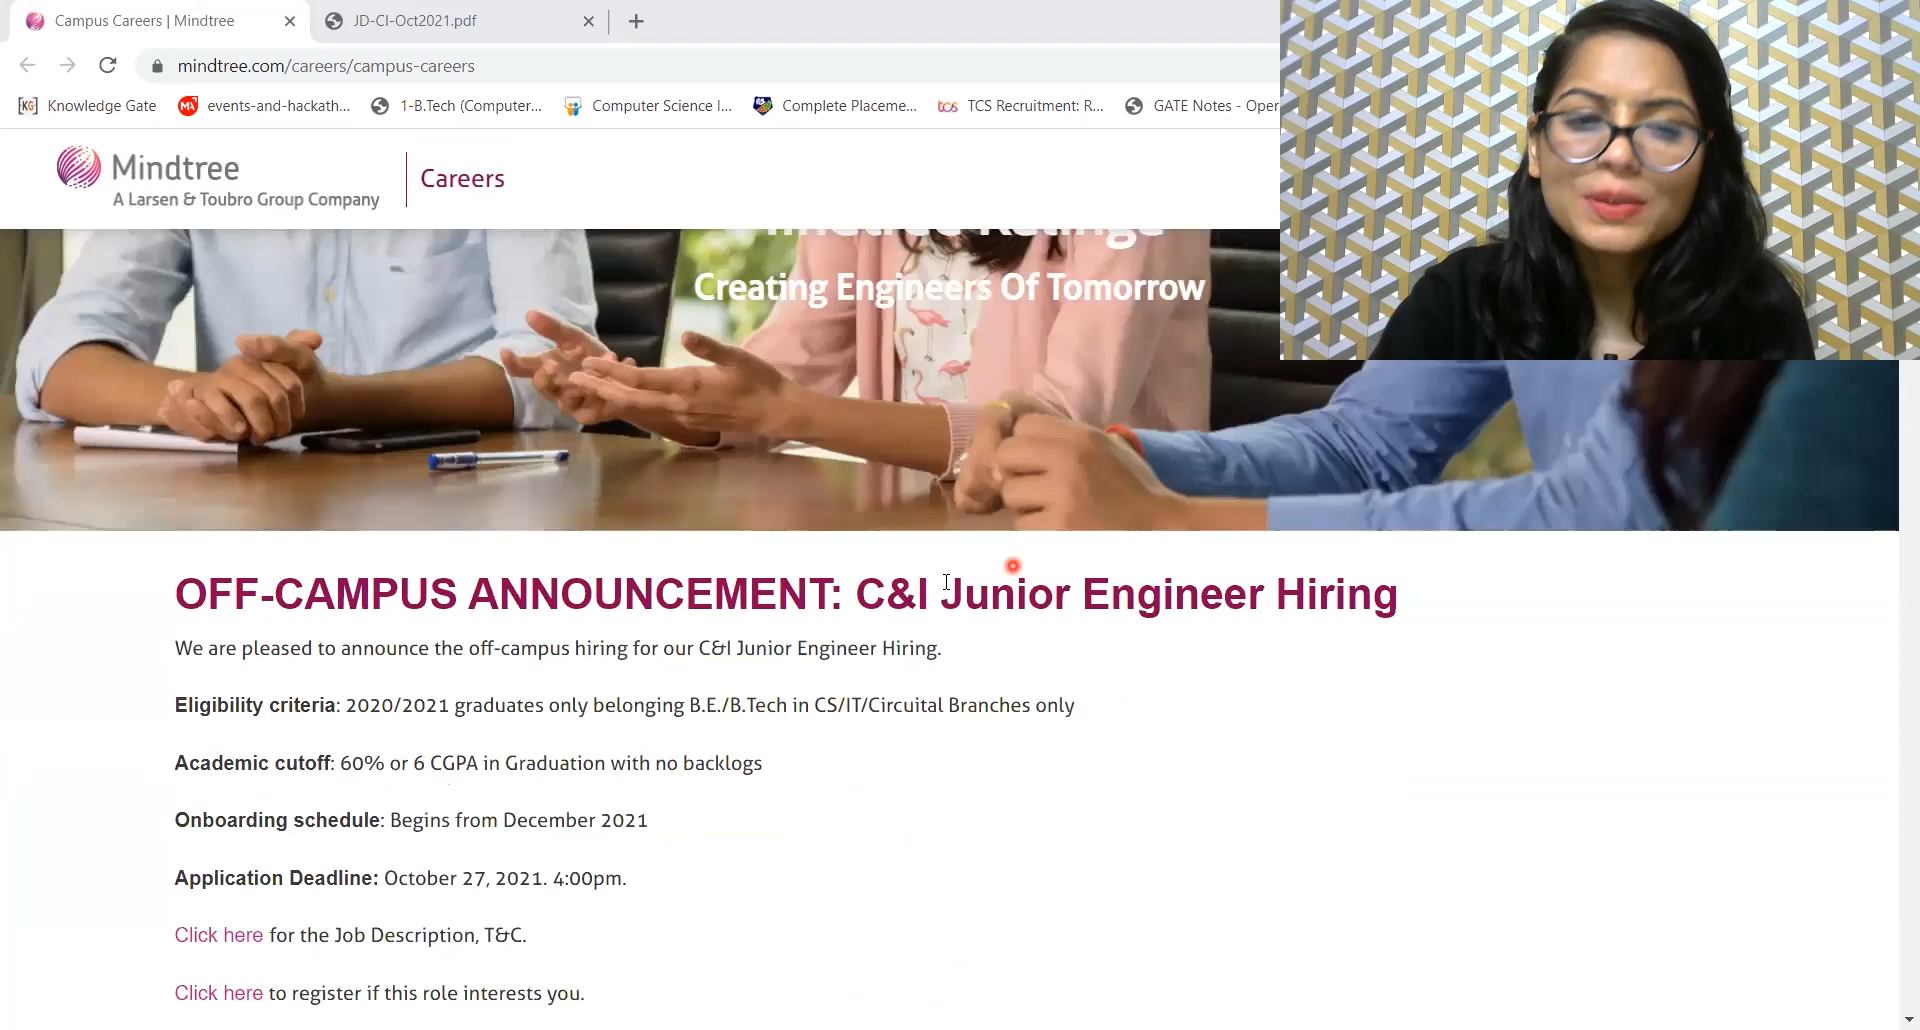 Campus Careers | Mindtree
JD-CI-Oct2021.pdf
mindtree.com/careers/campus-careers
KG Knowledge Gate
events-and-hackath...
1-B.Tech (Computer...
Computer Science I...
Complete Placeme...
tcs TCS Recruitment: R...
GATE Notes - Oper
Mindtree
A Larsen & Toubro Group Company
Careers
Creating Engineers Of Tomorrow
OFF-CAMPUS ANNOUNCEMENT: C&I Junior Engineer Hiring
We are pleased to announce the off-campus hiring for our C&I Junior Engineer Hiring.
Eligibility criteria: 2020/2021 graduates only belonging B.E./B.Tech in CS/IT/Circuital Branches only
Academic cutoff: 60% or 6 CGPA in Graduation with no backlogs
Onboarding schedule: Begins from December 2021
Application Deadline: October 27, 2021. 4:00pm.
Click here for the Job Description, T&C.
Click here to register if this role interests you.